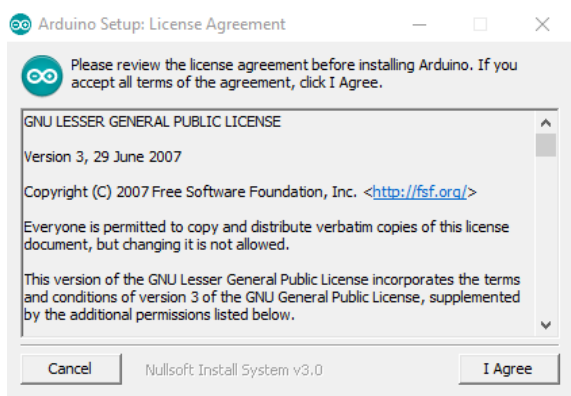 Arduino Setup: License Agreement
Please review the license agreement before installing Arduino. If you
accept all terms of the agreement, click I Agree.
GNU LESSER GENERAL PUBLIC LICENSE
Version 3, 29 June 2007
Copyright (C) 2007 Free Software Foundation, Inc. <http://fsf.org/>
Everyone is permitted to copy and distribute verbatim copies of this license
document, but changing it is not allowed.
This version of the GNU Lesser General Public License incorporates the terms
and conditions of version 3 of the GNU General Public License, supplemented
by the additional permissions listed below.
Cancel
Nullsoft Install System v3.0
I Agree